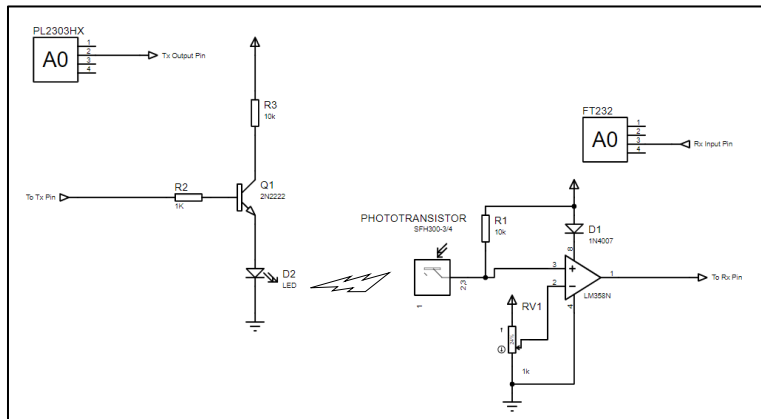 PL2303HX
A0
1
2
3
4
Tx Output Pin
R3
10k
FT232
A0
1
2
3
4
Rx Input Pin
To Tx Pin
R2
1K
Q1
2N2222
PHOTOTRANSISTOR
SFH300-3/4
R1
10k
D1
1N4007
D2
LED
1
2,3
3
2
8
4
1
LM358N
To Rx Pin
RV1
1k